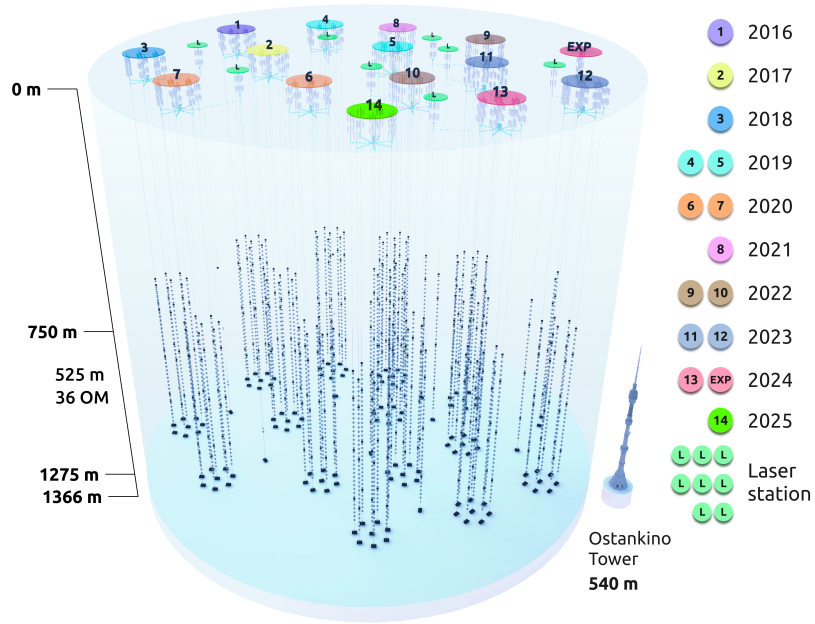 1
4
8
9
EXP
3
L
L
2
5
L
L
11
L
7
L
6
L
10
12
14
L
13
0 m
750 m
525 m
36 OM
1275 m
1366 m
1 2016
2 2017
3 2018
4 5 2019
6 7 2020
8 2021
9 10 2022
11 12 2023
13 EXP 2024
14 2025
L L L
L L L
L L
Laser
station
Ostankino
Tower
540 m